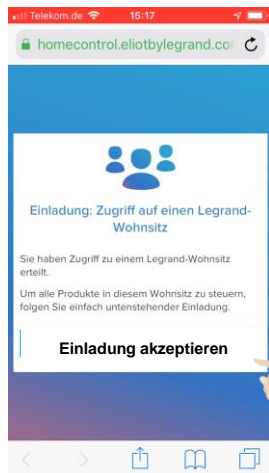 Telekom.de 15:17
homecontrol.eliotbylegrand.cor
Einladung: Zugriff auf einen Legrand-
Wohnsitz
Sie haben Zugriff zu einem Legrand-Wohnsitz
erteilt.
Um alle Produkte in diesem Wohnsitz zu steuern,
folgen Sie einfach untenstehender Einladung.
Einladung akzeptieren